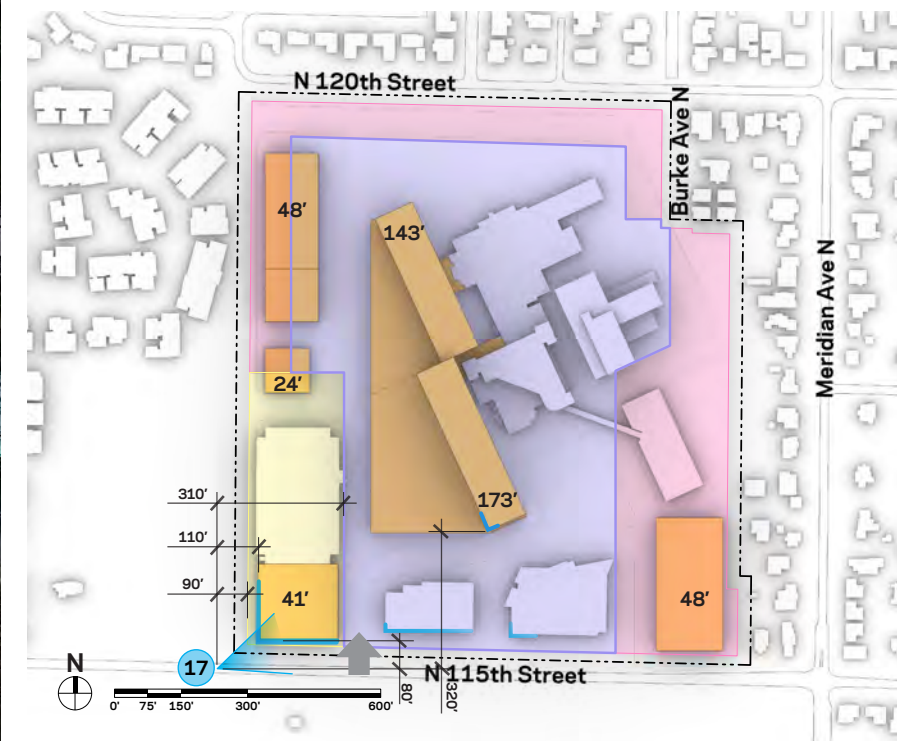 N 120th Street
Burke Ave N
Meridian Ave N
48'
143'
24'
310'
173'
110'
90'
41'
48'
17
N
N 115th Street
80'
320'
0' 75' 150' 300' 600'